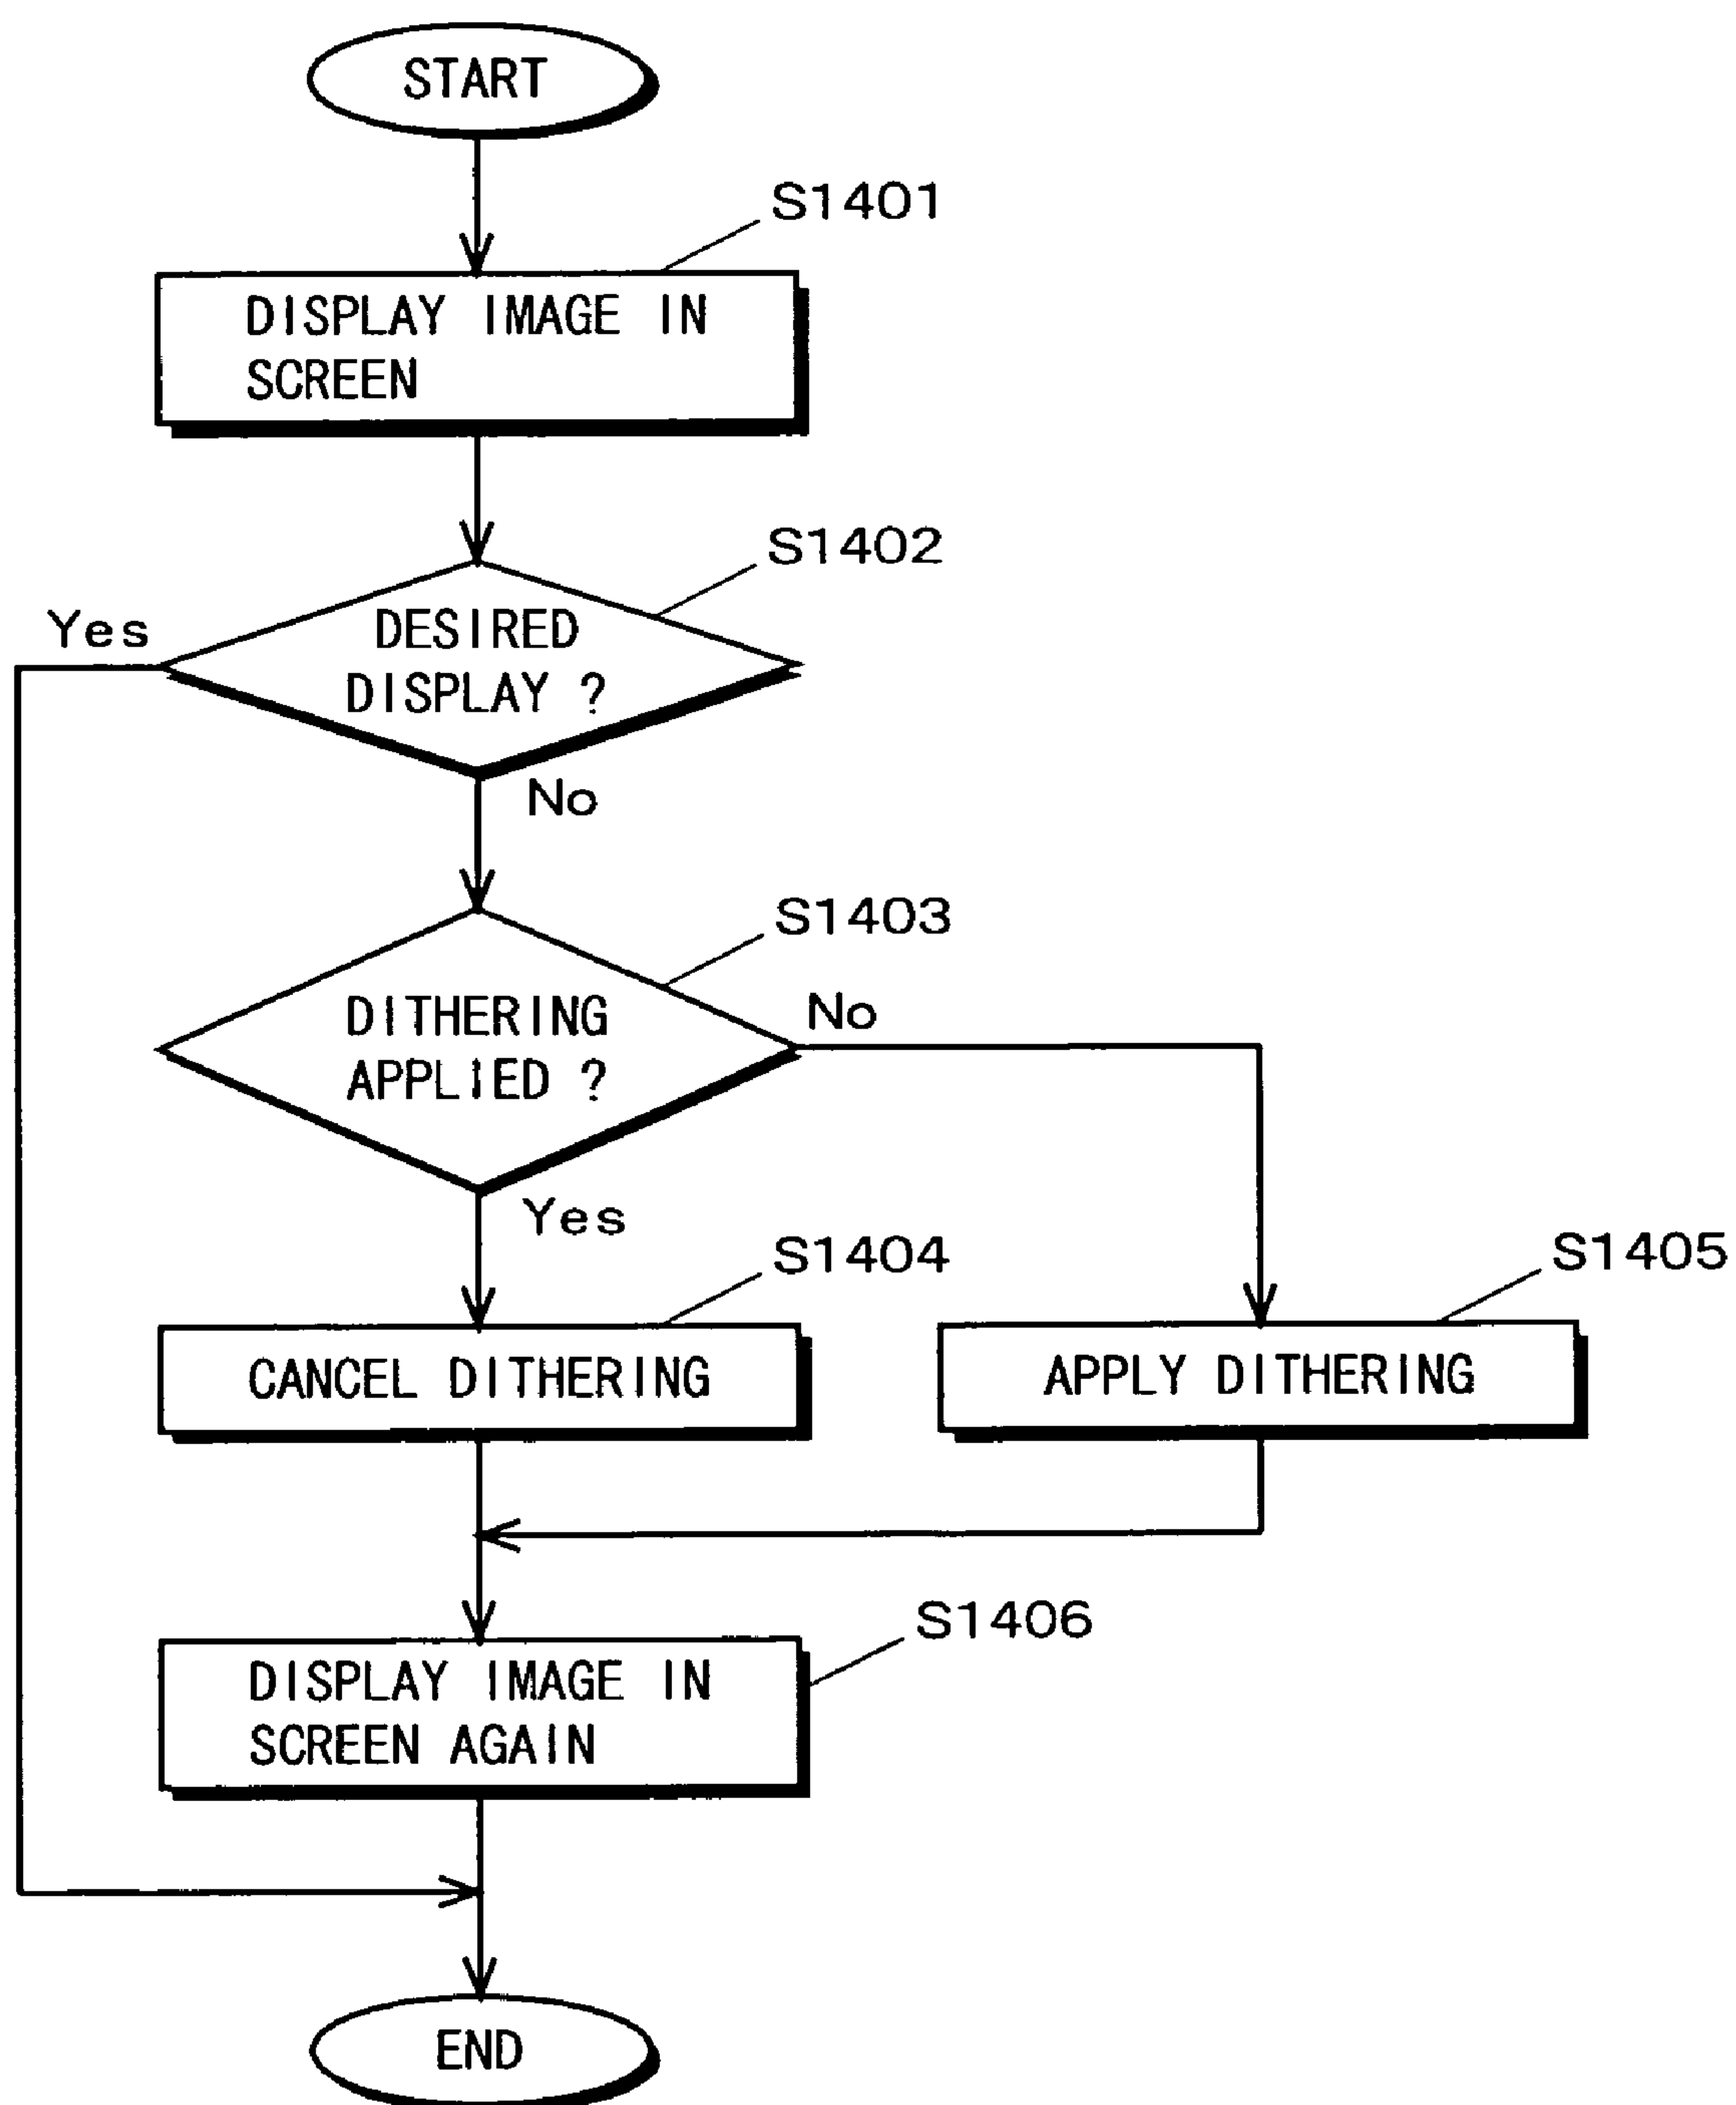 START
S1401
DISPLAY IMAGE IN
SCREEN
S1402
Yes
DESIRED
DISPLAY ?
No
S1403
DITHERING
APPLIED ?
No
Yes
S1404
S1405
CANCEL DITHERING
APPLY DITHERING
S1406
DISPLAY IMAGE IN
SCREEN AGAIN
END